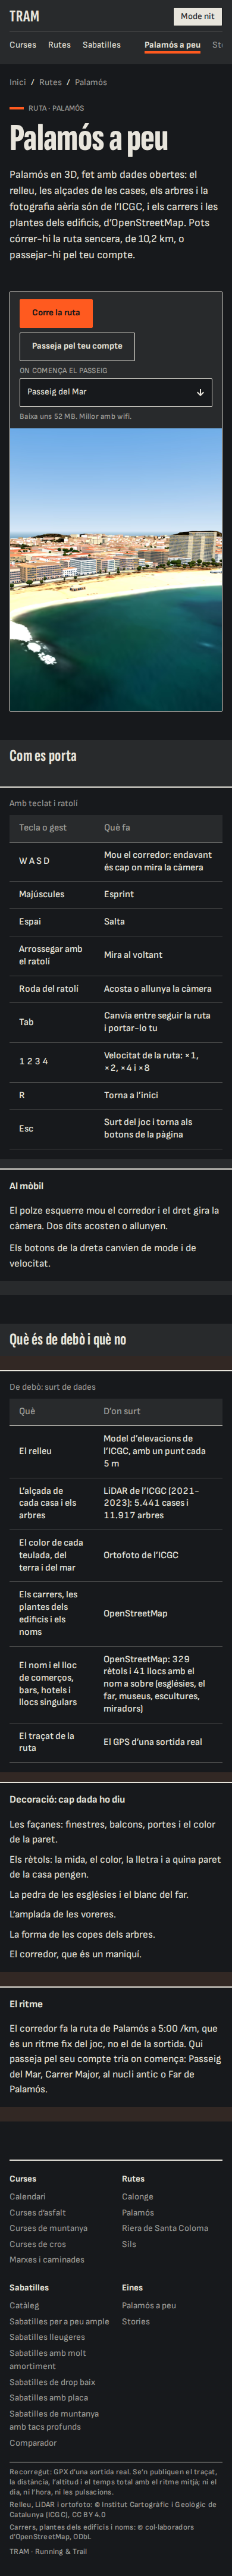 TRAM
Mode nit
Curses Rutes Sabatilles Palamós a peu
Inici / Rutes / Palamós
RUTA · PALAMÓS
Palamós a peu
Palamós en 3D, fet amb dades obertes: el
relleu, les alçades de les cases, els arbres i la
fotografia aèria són de l'ICGC, i els carrers i les
plantes dels edificis, d'OpenStreetMap. Pots
córrer-hi la ruta sencera, de 10,2 km, o
passejar-hi pel teu compte.
Corre la ruta
Passeja pel teu compte
ON COMENÇA EL PASSEIG
Passeig del Mar
Baixa uns 52 MB. Millor amb wifi.
Com es porta
Amb teclat i ratolí
Tecla o gest Què fa
W A S D Mou el corredor: endavant
és cap on mira la càmera
Majúscules Esprint
Espai Salta
Arrossegar amb
el ratolí
Mira al voltant
Roda del ratolí Acosta o allunya la càmera
Tab Canvia entre seguir la ruta
i portar-lo tu
1 2 3 4 Velocitat de la ruta: ×1,
×2, ×4 i ×8
R Torna a l'inici
Esc Surt del joc i torna als
botons de la pàgina
Al mòbil
El polze esquerre mou el corredor i el dret gira la
càmera. Dos dits acosten o allunyen.
Els botons de la dreta canvien de mode i de
velocitat.
Què és de debò i què no
De debò: surt de dades
Què D'on surt
El relleu Model d'elevacions de
l'ICGC, amb un punt cada
5 m
L'alçada de
cada casa i els
arbres
LiDAR de l'ICGC (2021-
2023): 5.441 cases i
11.917 arbres
El color de cada
teulada, del
terra i del mar
Ortofoto de l'ICGC
Els carrers, les
plantes dels
edificis i els
noms
OpenStreetMap
El nom i el lloc
de comerços,
bars, hotels i
llocs singulars
OpenStreetMap: 329
rètols i 41 llocs amb el
nom a sobre (esglésies, el
far, museus, escultures,
miradors)
El traçat de la
ruta
El GPS d'una sortida real
Decoració: cap dada ho diu
Les façanes: finestres, balcons, portes i el color
de la paret.
Els rètols: la mida, el color, la lletra i a quina paret
de la casa pengen.
La pedra de les esglésies i el blanc del far.
L'amplada de les voreres.
La forma de les copes dels arbres.
El corredor, que és un maniquí.
El ritme
El corredor fa la ruta de Palamós a 5:00 /km, que
és un ritme fix del joc, no el de la sortida. Qui
passeja pel seu compte tria on comença: Passeig
del Mar, Carrer Major, al nucli antic o Far de
Palamós.
Curses
Calendari
Curses d'asfalt
Curses de muntanya
Curses de cros
Marxes i caminades
Rutes
Calonge
Palamós
Riera de Santa Coloma
Sils
Sabatilles
Catàleg
Sabatilles per a peu ample
Sabatilles lleugeres
Sabatilles amb molt
amortiment
Sabatilles de drop baix
Sabatilles amb placa
Sabatilles de muntanya
amb tacs profunds
Comparador
Eines
Palamós a peu
Stories
Recorregut: GPX d'una sortida real. Se'n publiquen el traçat,
la distància, l'altitud i el temps total amb el ritme mitjà; ni el
dia, ni l'hora, ni les pulsacions.
Relleu, LiDAR i ortofoto: © Institut Cartogràfic i Geològic de
Catalunya (ICGC), CC BY 4.0
Carrers, plantes dels edificis i noms: © col·laboradors
d'OpenStreetMap, ODbL
TRAM · Running & Trail